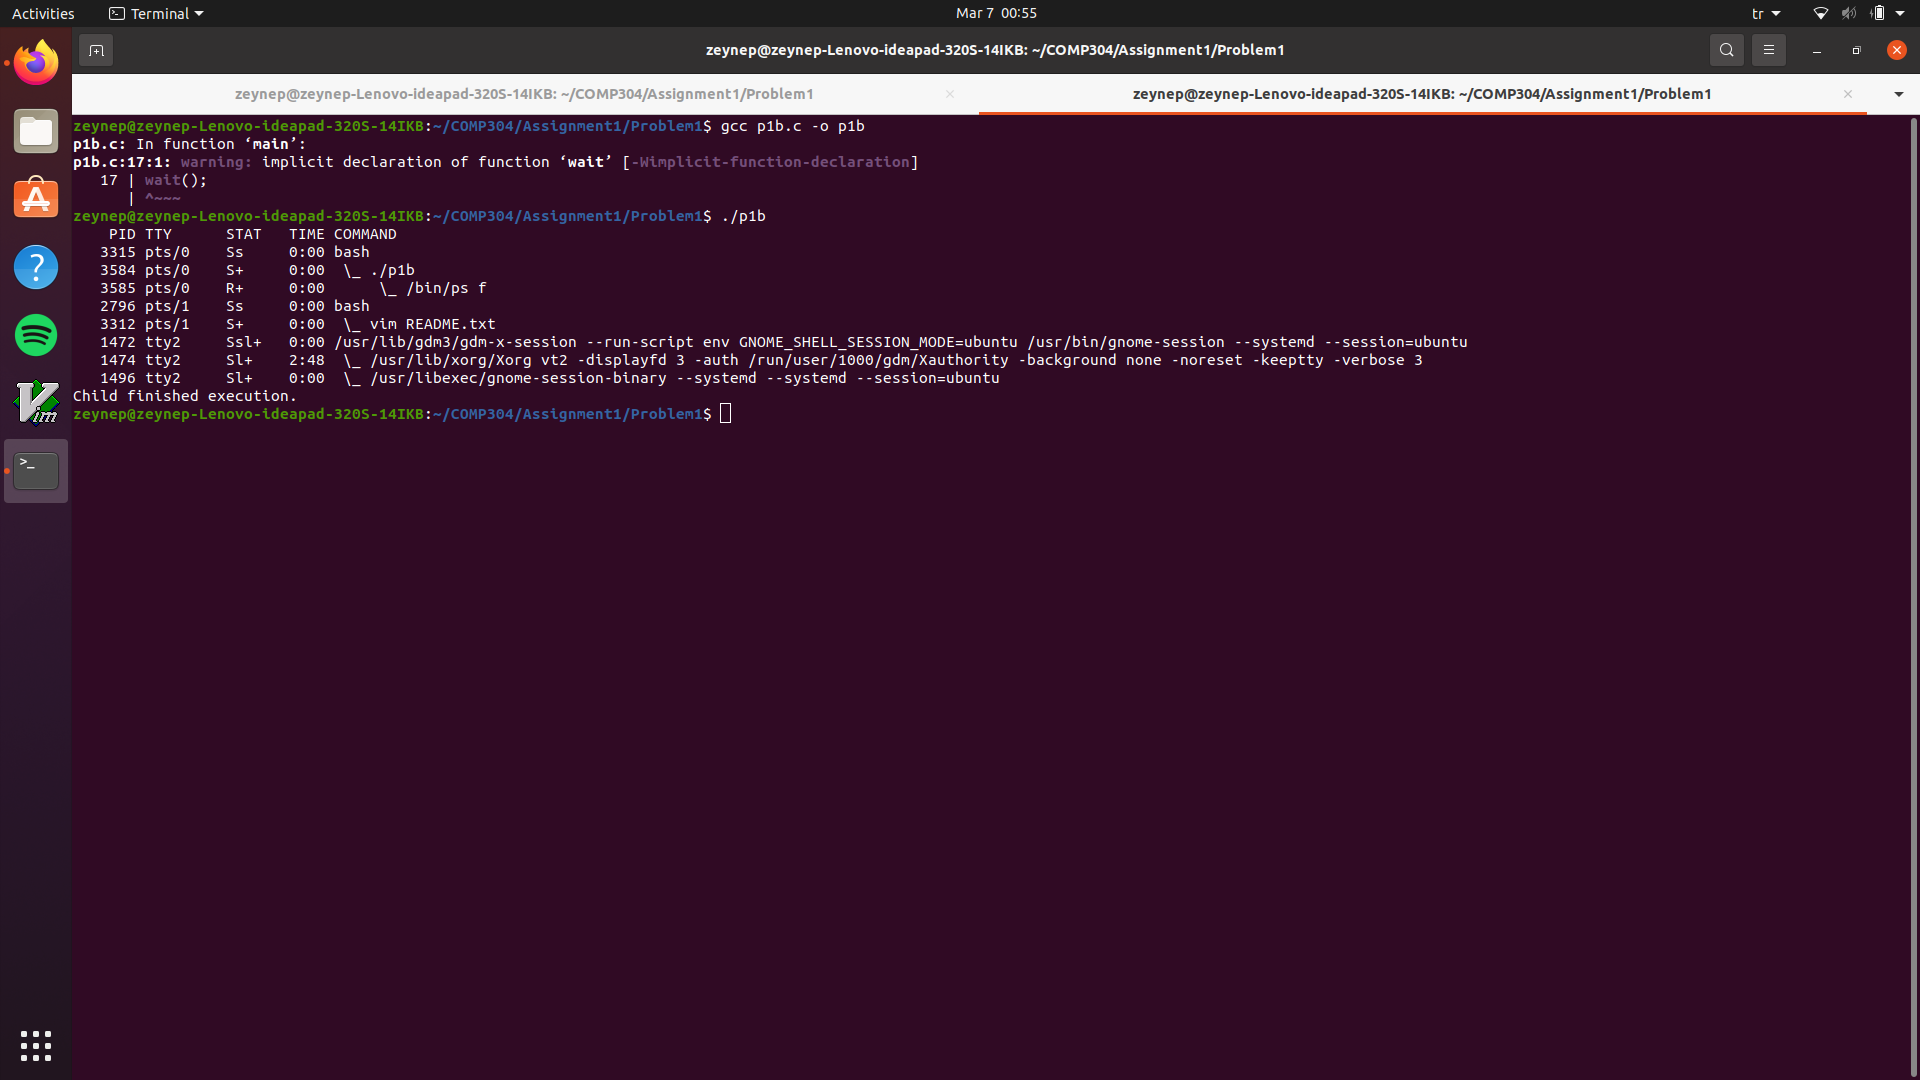 Activities
Terminal
Mar 7 00:55
tr
zeynep@zeynep-Lenovo-ideapad-320S-14IKB: ~/COMP304/Assignment1/Problem1
zeynep@zeynep-Lenovo-ideapad-320S-14IKB: ~/COMP304/Assignment1/Problem1
zeynep@zeynep-Lenovo-ideapad-320S-14IKB: ~/COMP304/Assignment1/Problem1
zeynep@zeynep-Lenovo-ideapad-320S-14IKB:~/COMP304/Assignment1/Problem1$ gcc p1b.c -o p1b
p1b.c: In function ‘main’:
p1b.c:17:1: warning: implicit declaration of function ‘wait’ [-Wimplicit-function-declaration]
   17 | wait();
      | ^~~~
zeynep@zeynep-Lenovo-ideapad-320S-14IKB:~/COMP304/Assignment1/Problem1$ ./p1b
    PID TTY      STAT   TIME COMMAND
   3315 pts/0    Ss     0:00 bash
   3584 pts/0    S+     0:00  \_ ./p1b
   3585 pts/0    R+     0:00      \_ /bin/ps f
   2796 pts/1    Ss     0:00 bash
   3312 pts/1    S+     0:00  \_ vim README.txt
   1472 tty2     Ssl+   0:00 /usr/lib/gdm3/gdm-x-session --run-script env GNOME_SHELL_SESSION_MODE=ubuntu /usr/bin/gnome-session --systemd --session=ubuntu
   1474 tty2     Sl+    2:48  \_ /usr/lib/xorg/Xorg vt2 -displayfd 3 -auth /run/user/1000/gdm/Xauthority -background none -noreset -keeptty -verbose 3
   1496 tty2     Sl+    0:00  \_ /usr/libexec/gnome-session-binary --systemd --systemd --session=ubuntu
Child finished execution.
zeynep@zeynep-Lenovo-ideapad-320S-14IKB:~/COMP304/Assignment1/Problem1$
Vim
>_